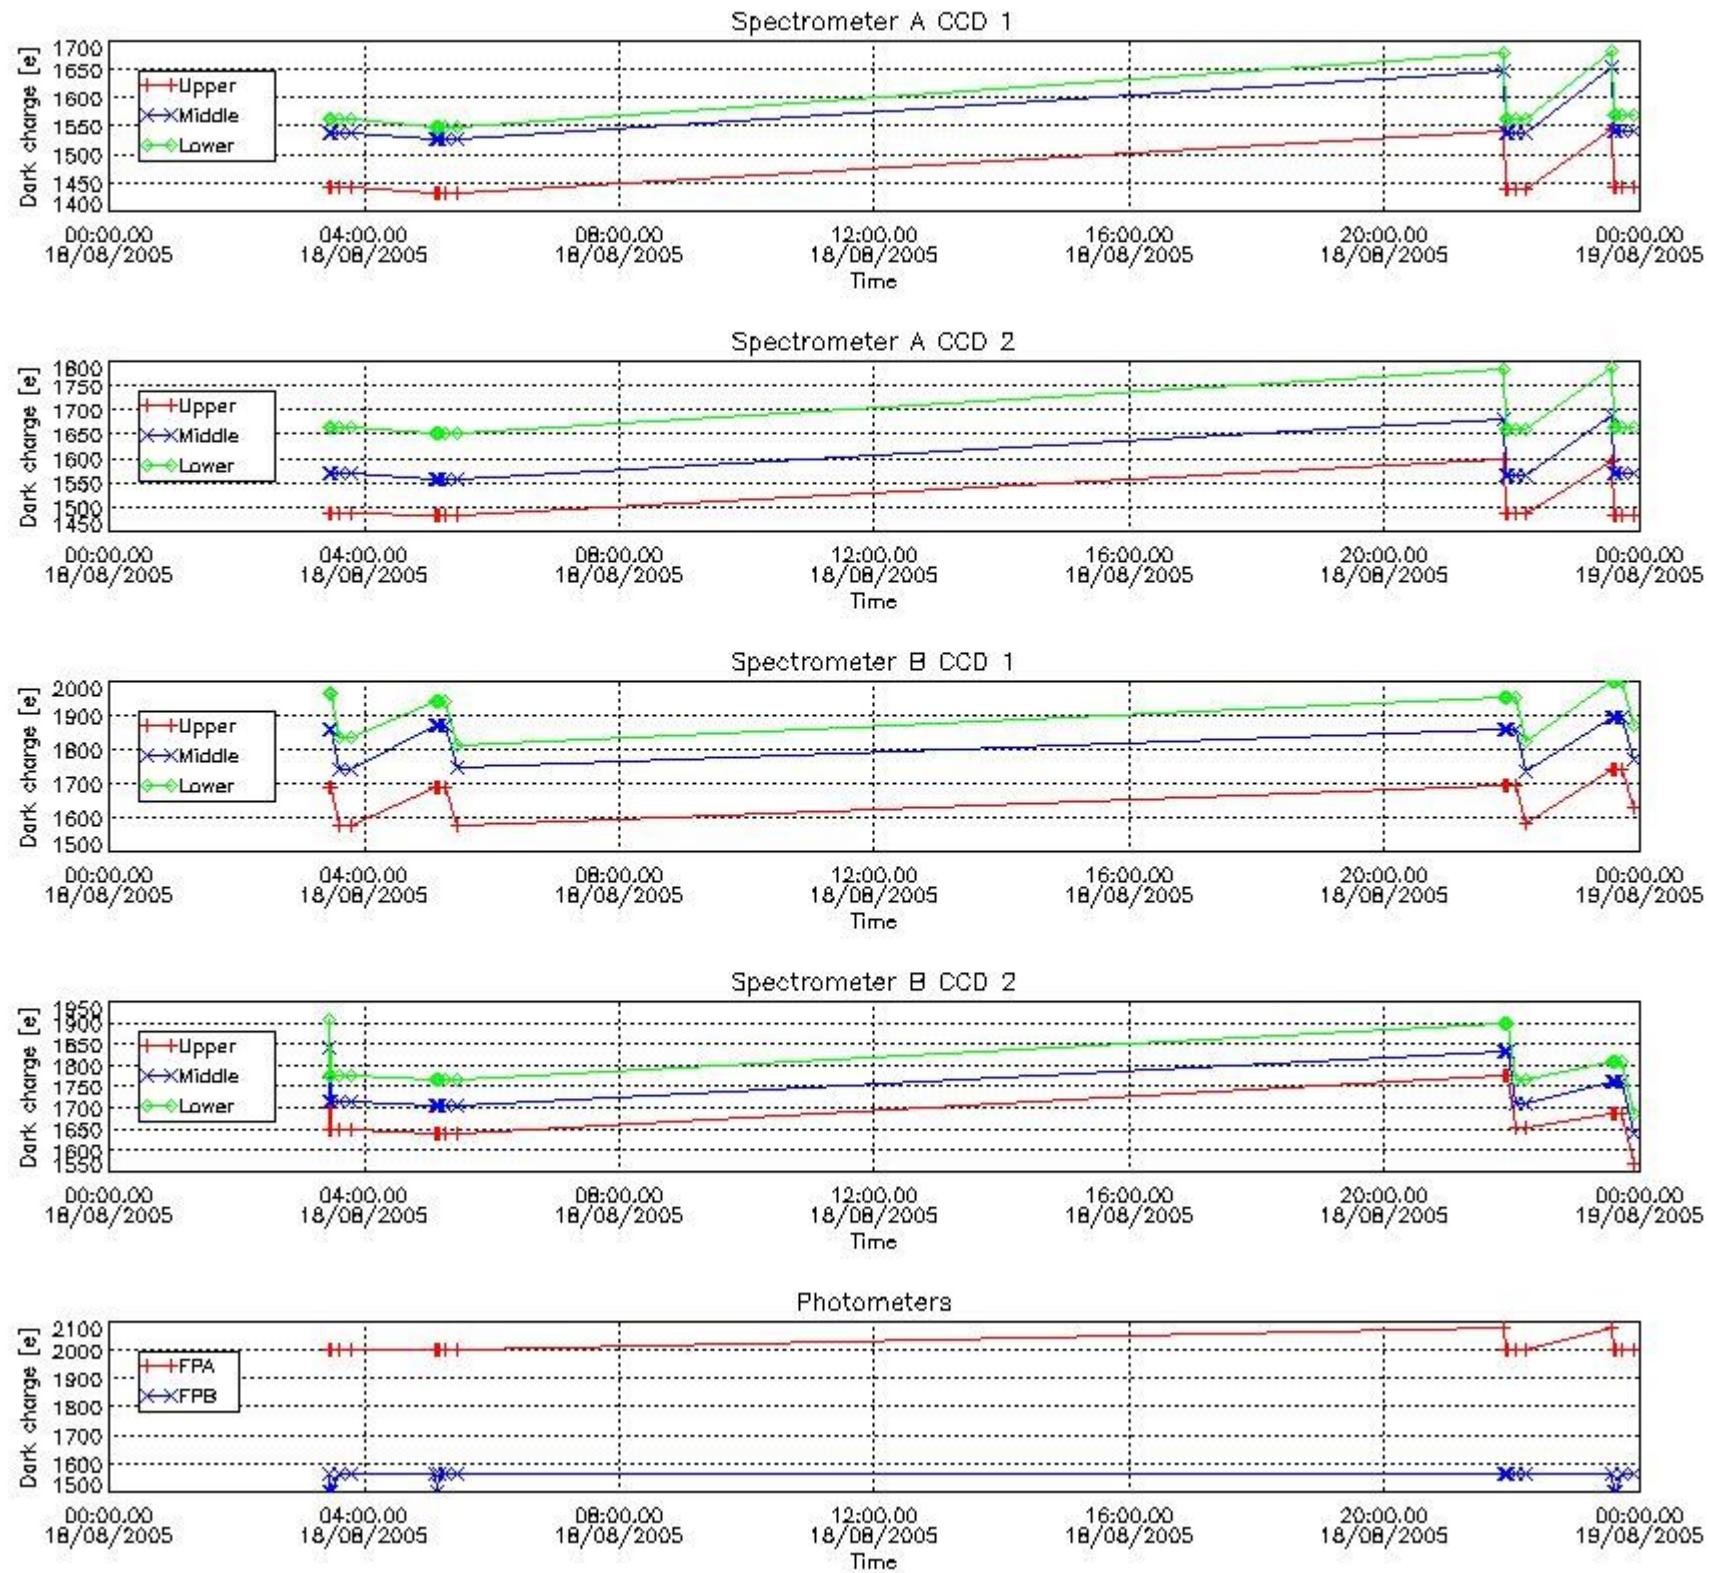 Spectrometer A CCD 1
Dark charge [e]
1700
1650
1600
1550
1500
1450
1400
Upper
Middle
Lower
00:00.00 04:00.00 08:00.00 12:00.00 16:00.00 20:00.00 00:00.00
18/08/2005 18/08/2005 18/08/2005 18/08/2005 18/08/2005 18/08/2005 19/08/2005
Time
Spectrometer A CCD 2
Dark charge [e]
1800
1750
1700
1650
1600
1550
1500
1450
Upper
Middle
Lower
00:00.00 04:00.00 08:00.00 12:00.00 16:00.00 20:00.00 00:00.00
18/08/2005 18/08/2005 18/08/2005 18/08/2005 18/08/2005 18/08/2005 19/08/2005
Time
Spectrometer B CCD 1
Dark charge [e]
2000
1900
1800
1700
1600
1500
Upper
Middle
Lower
00:00.00 04:00.00 08:00.00 12:00.00 16:00.00 20:00.00 00:00.00
18/08/2005 18/08/2005 18/08/2005 18/08/2005 18/08/2005 18/08/2005 19/08/2005
Time
Spectrometer B CCD 2
Dark charge [e]
1950
1900
1850
1800
1750
1700
1650
1600
1550
Upper
Middle
Lower
00:00.00 04:00.00 08:00.00 12:00.00 16:00.00 20:00.00 00:00.00
18/08/2005 18/08/2005 18/08/2005 18/08/2005 18/08/2005 18/08/2005 19/08/2005
Time
Photometers
Dark charge [e]
2100
2000
1900
1800
1700
1600
1500
FPA
FPB
00:00.00 04:00.00 08:00.00 12:00.00 16:00.00 20:00.00 00:00.00
18/08/2005 18/08/2005 18/08/2005 18/08/2005 18/08/2005 18/08/2005 19/08/2005
Time